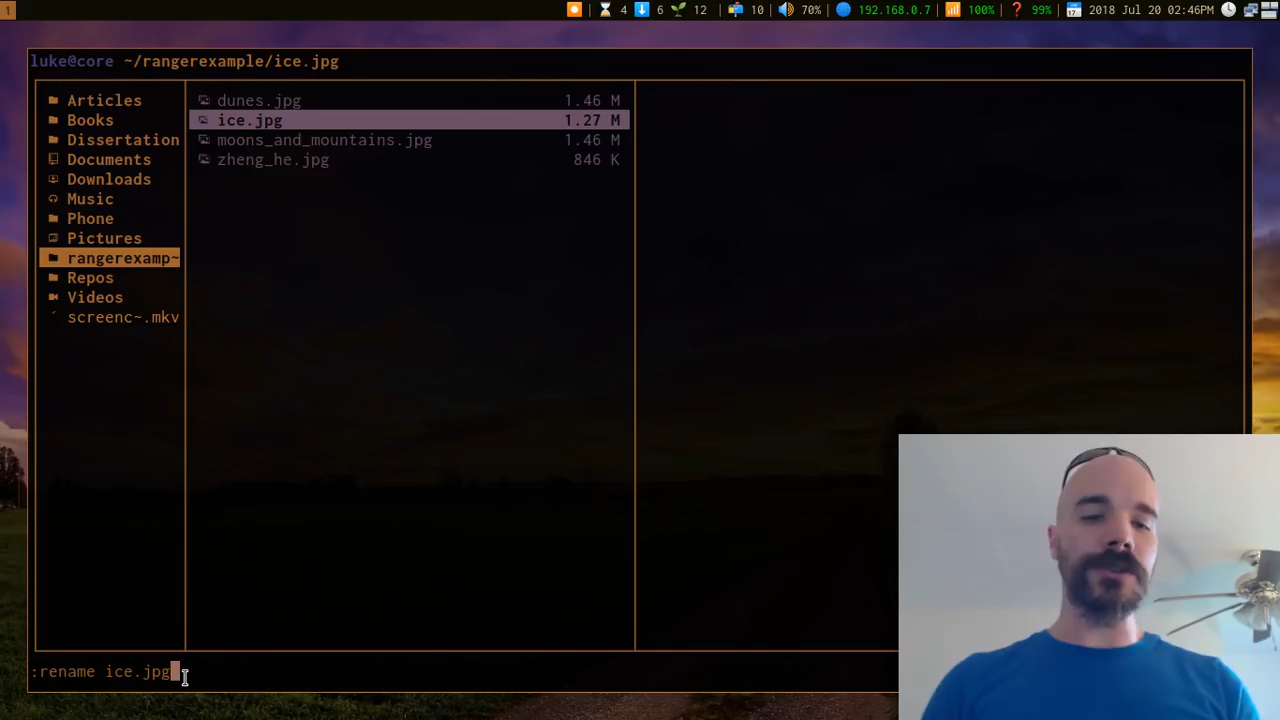 1 4 6 12 10 70% 192.168.0.7 100% 99% 17 2018 Jul 20 02:46PM
luke@core ~/rangerexample/ice.jpg
Articles
Books
Dissertation
Documents
Downloads
Music
Phone
Pictures
rangerexamp~
Repos
Videos
screenc~.mkv
dunes.jpg 1.46 M
ice.jpg 1.27 M
moons_and_mountains.jpg 1.46 M
zheng_he.jpg 846 K
:rename ice.jpg